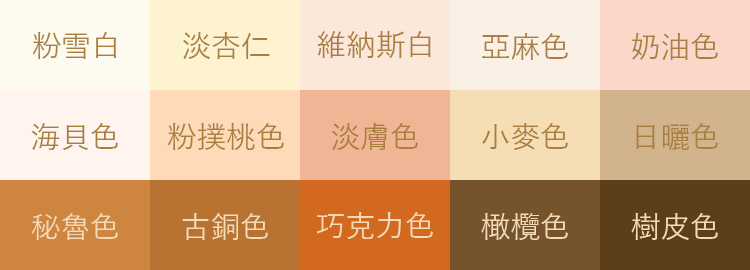 粉雪白 淡杏仁 維納斯白 亞麻色 奶油色
海貝色 粉撲桃色 淡膚色 小麥色 日曬色
秘魯色 古銅色 巧克力色 橄欖色 樹皮色